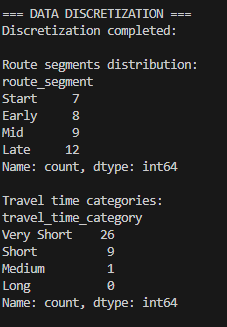 === DATA DISCRETIZATION ===
Discretization completed:
Route segments distribution:
route_segment
Start 7
Early 8
Mid 9
Late 12
Name: count, dtype: int64
Travel time categories:
travel_time_category
Very Short 26
Short 9
Medium 1
Long 0
Name: count, dtype: int64